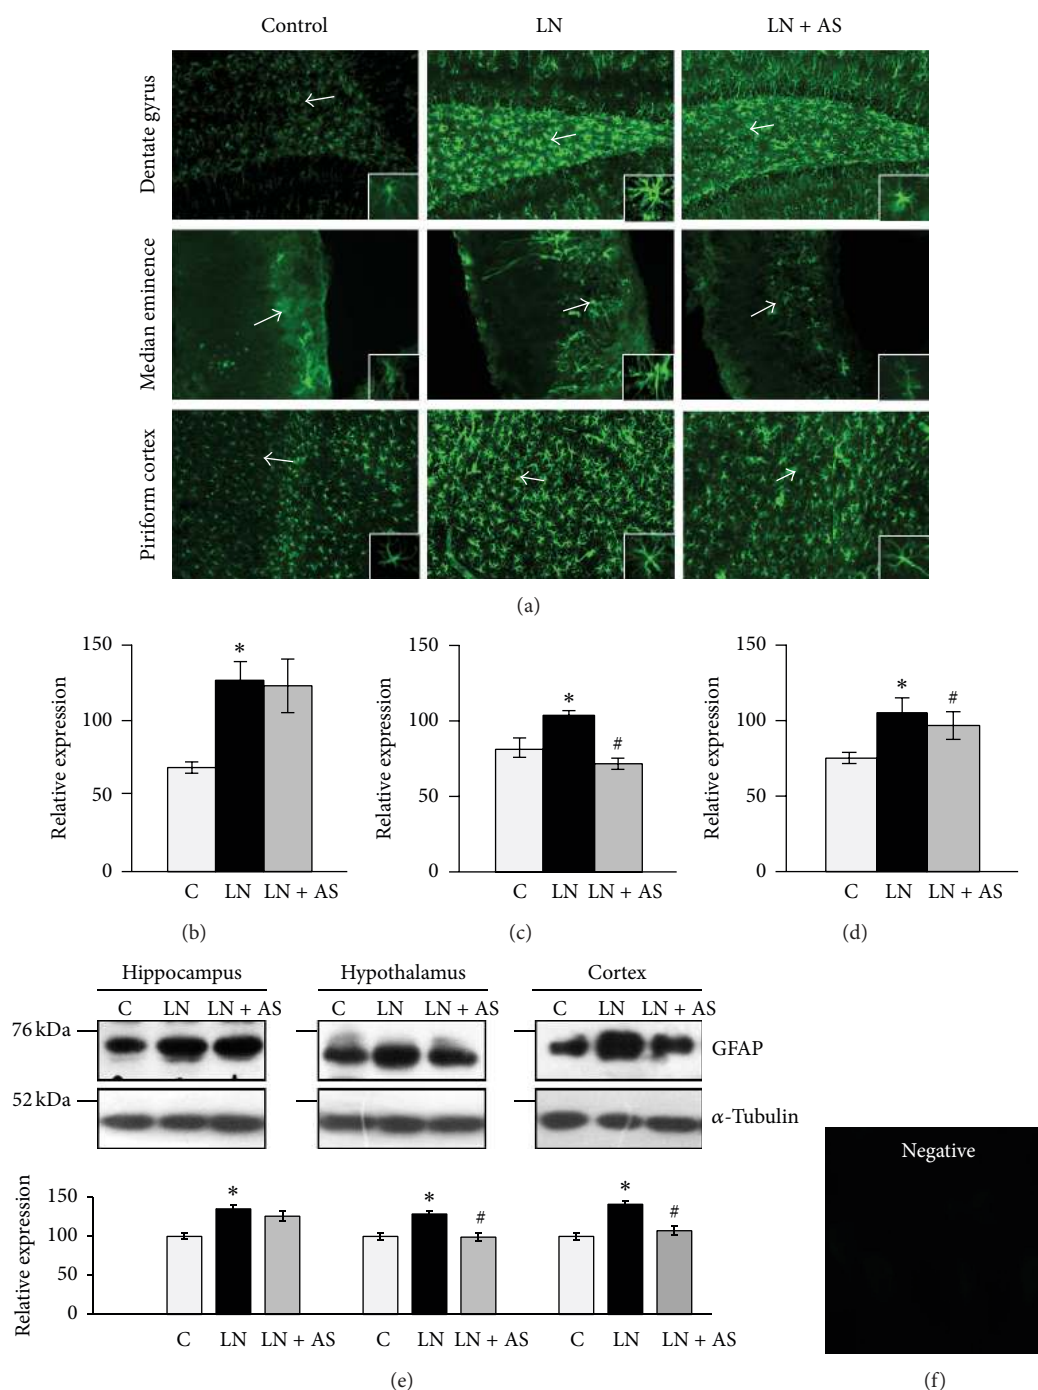 Control LN LN + AS
Dentate gyrus
Median eminence
Piriform cortex
(a)
150
100
50
0
Relative expression
*
C LN LN + AS
(b)
150
100
50
0
Relative expression
*
#
C LN LN + AS
(c)
150
100
50
0
Relative expression
*
#
C LN LN + AS
(d)
Hippocampus Hypothalamus Cortex
C LN LN + AS C LN LN + AS C LN LN + AS
76 kDa
GFAP
52 kDa
α-Tubulin
Relative expression
150
100
50
0
* * # * #
C LN LN + AS C LN LN + AS C LN LN + AS
(e)
Negative
(f)